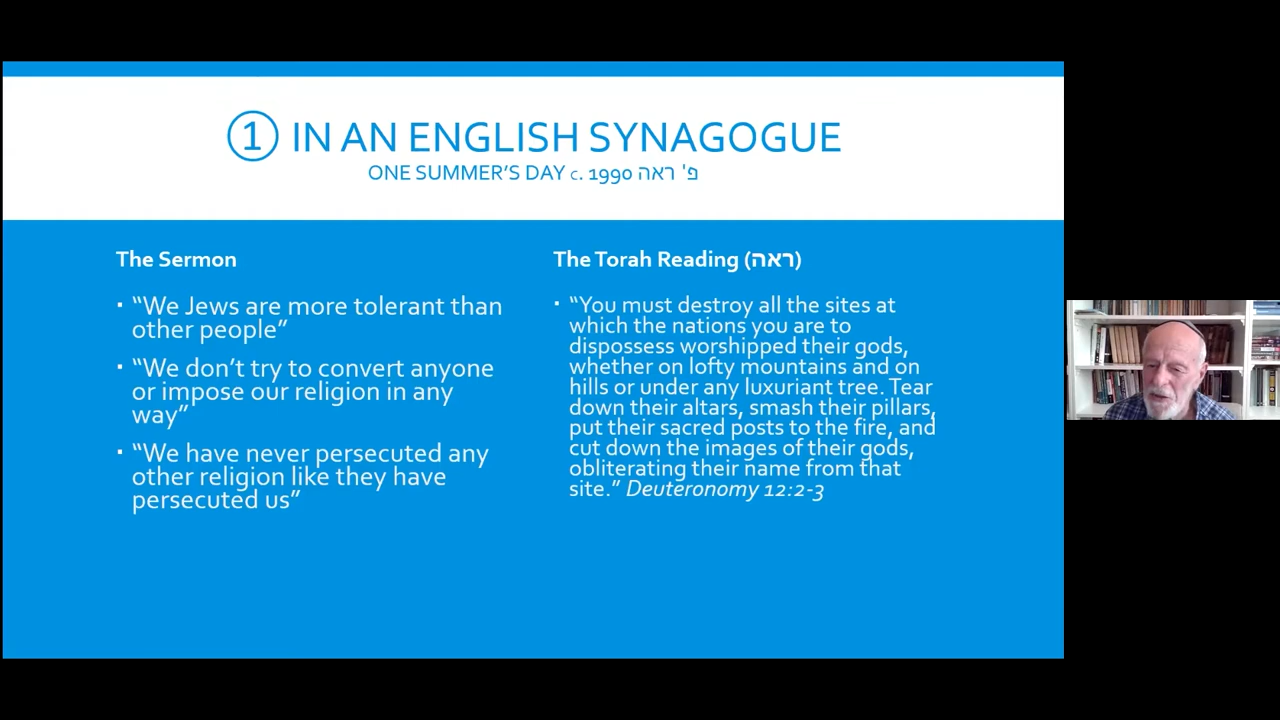 ① IN AN ENGLISH SYNAGOGUE
ONE SUMMER'S DAY c. 1990 פ' ראה
The Sermon
▪ “We Jews are more tolerant than
other people”
▪ “We don’t try to convert anyone
or impose our religion in any
way”
▪ “We have never persecuted any
other religion like they have
persecuted us”
The Torah Reading (ראה)
▪ “You must destroy all the sites at
which the nations you are to
dispossess worshipped their gods,
whether on lofty mountains and on
hills or under any luxuriant tree. Tear
down their altars, smash their pillars,
put their sacred posts to the fire, and
cut down the images of their gods,
obliterating their name from that
site.” Deuteronomy 12:2-3